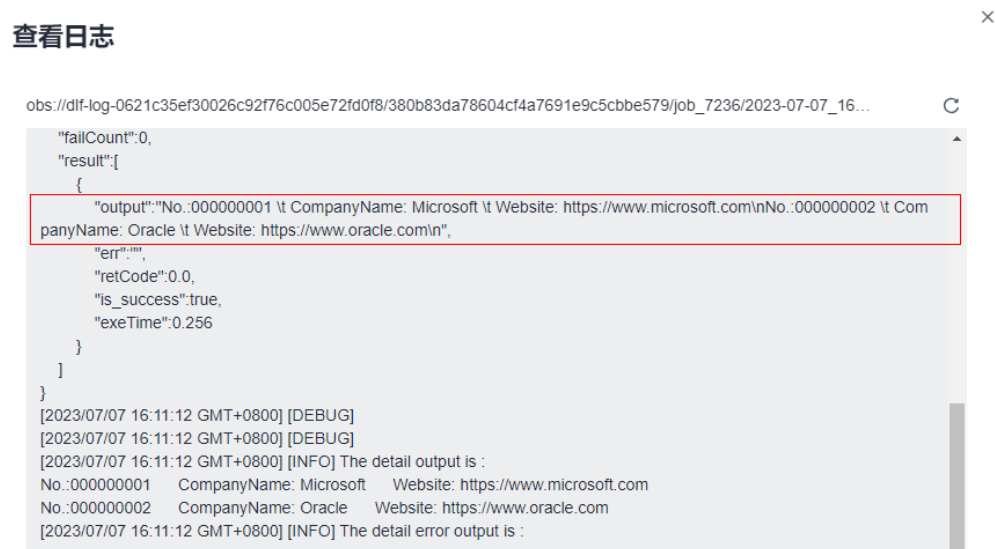 查看日志
obs://dlf-log-0621c35ef30026c92f76c005e72fd0f8/380b83da78604cf4a7691e9c5cbbe579/job_7236/2023-07-07_16...
"failCount":0,
"result":[
{
"output":"No.:000000001 \t CompanyName: Microsoft \t Website: https://www.microsoft.com\nNo.:000000002 \t Com
panyName: Oracle \t Website: https://www.oracle.com\n",
"err":"",
"retCode":0.0,
"is_success":true,
"exeTime":0.256
}
]
}
[2023/07/07 16:11:12 GMT+0800] [DEBUG]
[2023/07/07 16:11:12 GMT+0800] [DEBUG]
[2023/07/07 16:11:12 GMT+0800] [INFO] The detail output is :
No.:000000001 CompanyName: Microsoft Website: https://www.microsoft.com
No.:000000002 CompanyName: Oracle Website: https://www.oracle.com
[2023/07/07 16:11:12 GMT+0800] [INFO] The detail error output is :